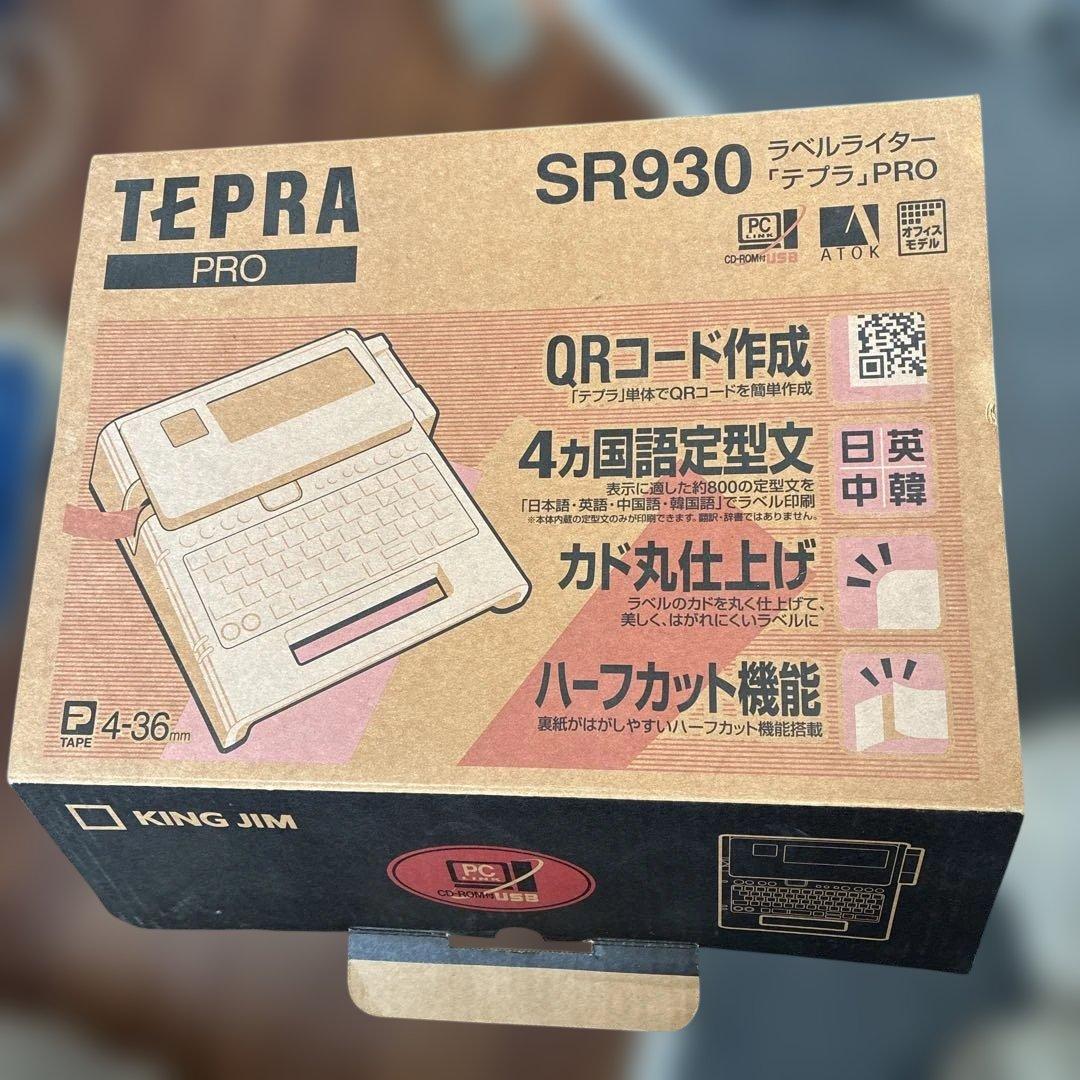 TEPRA
PRO
SR930
ラベルライター
「テプラ」PRO
PC
LINK
CD-ROM付USB
ATOK
オフィス
モデル
QRコード作成
「テプラ」単体でQRコードを簡単作成
4ヵ国語定型文
表示に適した約800の定型文を
「日本語・英語・中国語・韓国語」でラベル印刷
※本体内蔵の定型文のみが印刷できます。翻訳・辞書ではありません。
日英
中韓
カド丸仕上げ
ラベルのカドを丸く仕上げて、
美しく、はがれにくいラベルに
ハーフカット機能
裏紙がはがしやすいハーフカット機能搭載
TAPE 4-36mm
KING JIM
PC
LINK
CD-ROM付USB